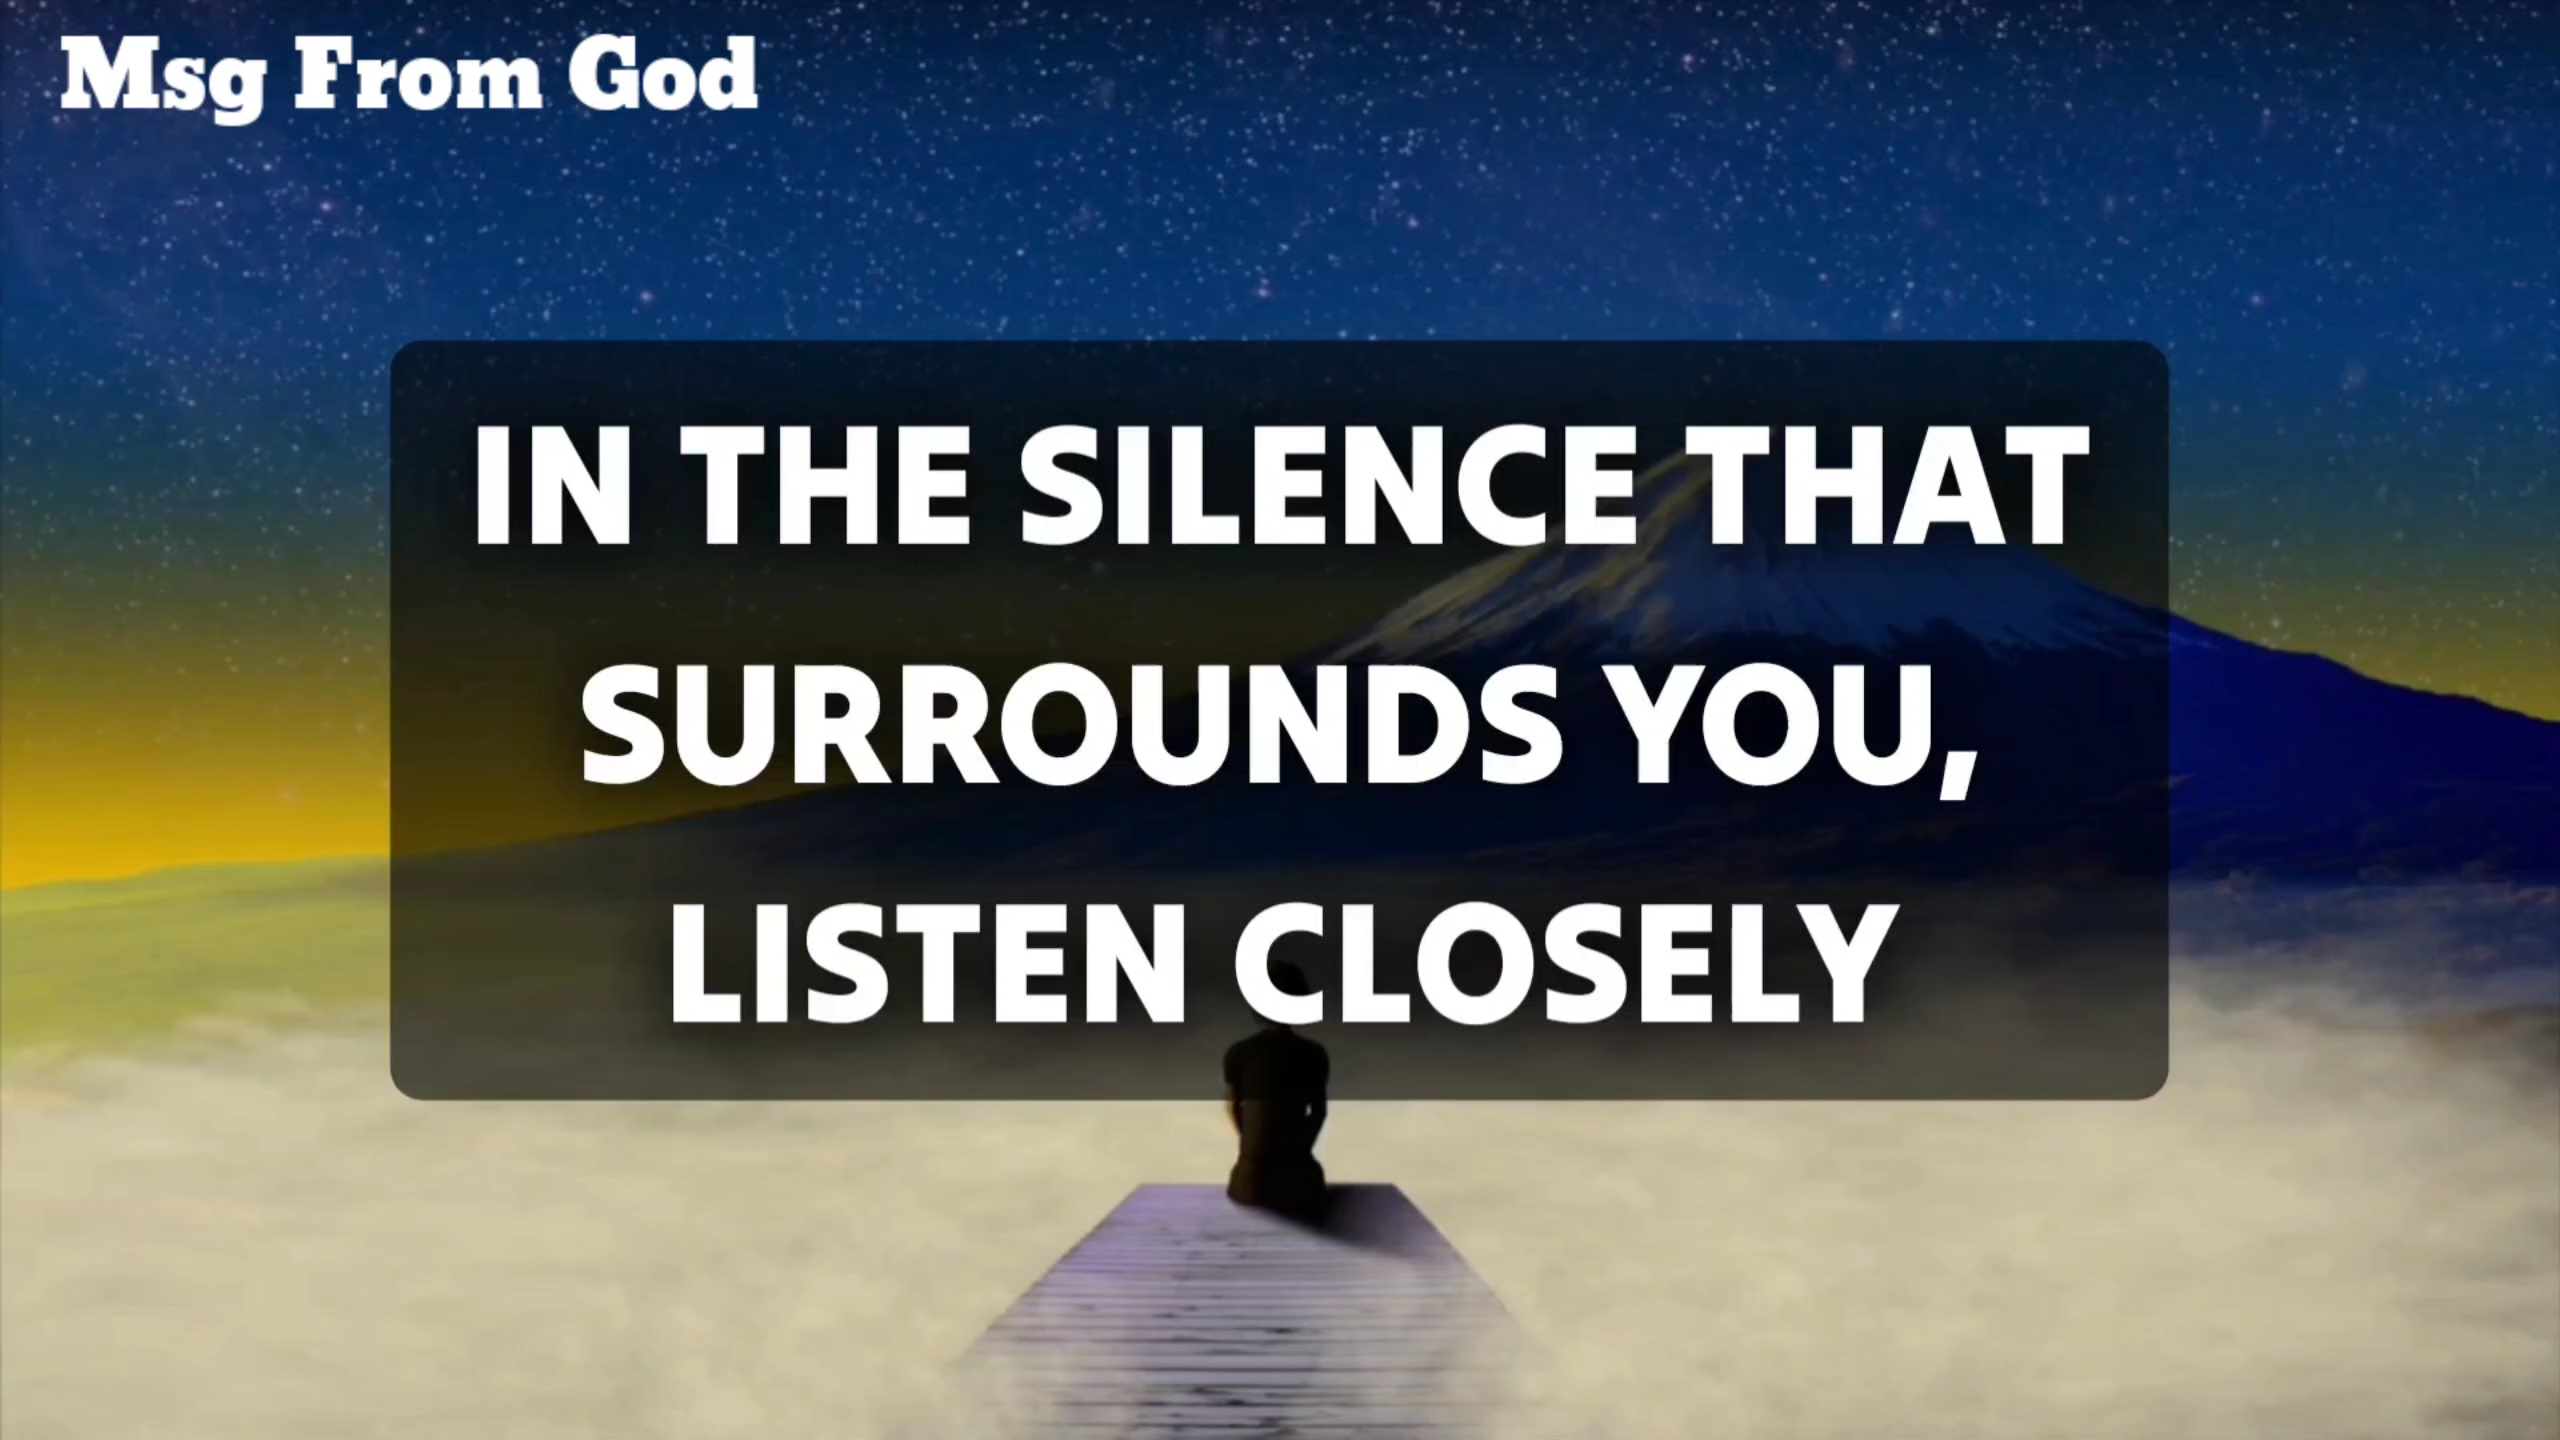 Msg From God
IN THE SILENCE THAT
SURROUNDS YOU,
LISTEN CLOSELY